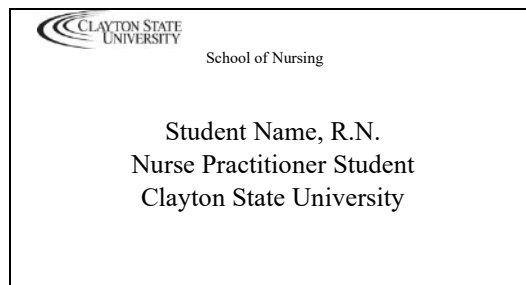 CLAYTON STATE
UNIVERSITY
School of Nursing
Student Name, R.N.
Nurse Practitioner Student
Clayton State University